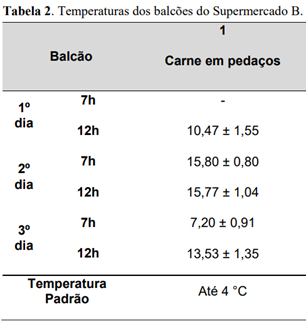 Tabela 2. Temperaturas dos balcões do Supermercado B.
1
Balcão Carne em pedaços
1º dia 7h -
12h 10,47 ± 1,55
2º dia 7h 15,80 ± 0,80
12h 15,77 ± 1,04
3º dia 7h 7,20 ± 0,91
12h 13,53 ± 1,35
Temperatura Padrão Até 4 °C